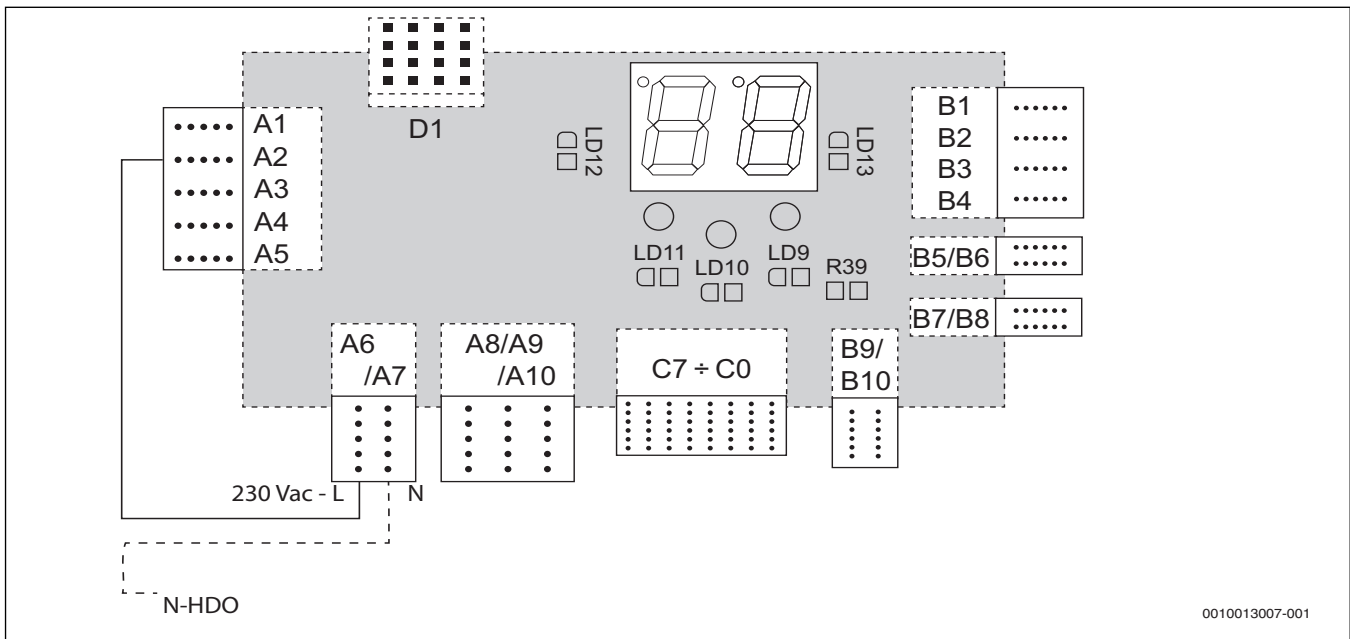 D1
A1
A2
A3
A4
A5
LD12
LD13
B1
B2
B3
B4
LD11
LD10
LD9
R39
B5/B6
B7/B8
A6
/A7
A8/A9
/A10
C7 ÷ C0
B9/
B10
230 Vac - L
N
N-HDO
0010013007-001